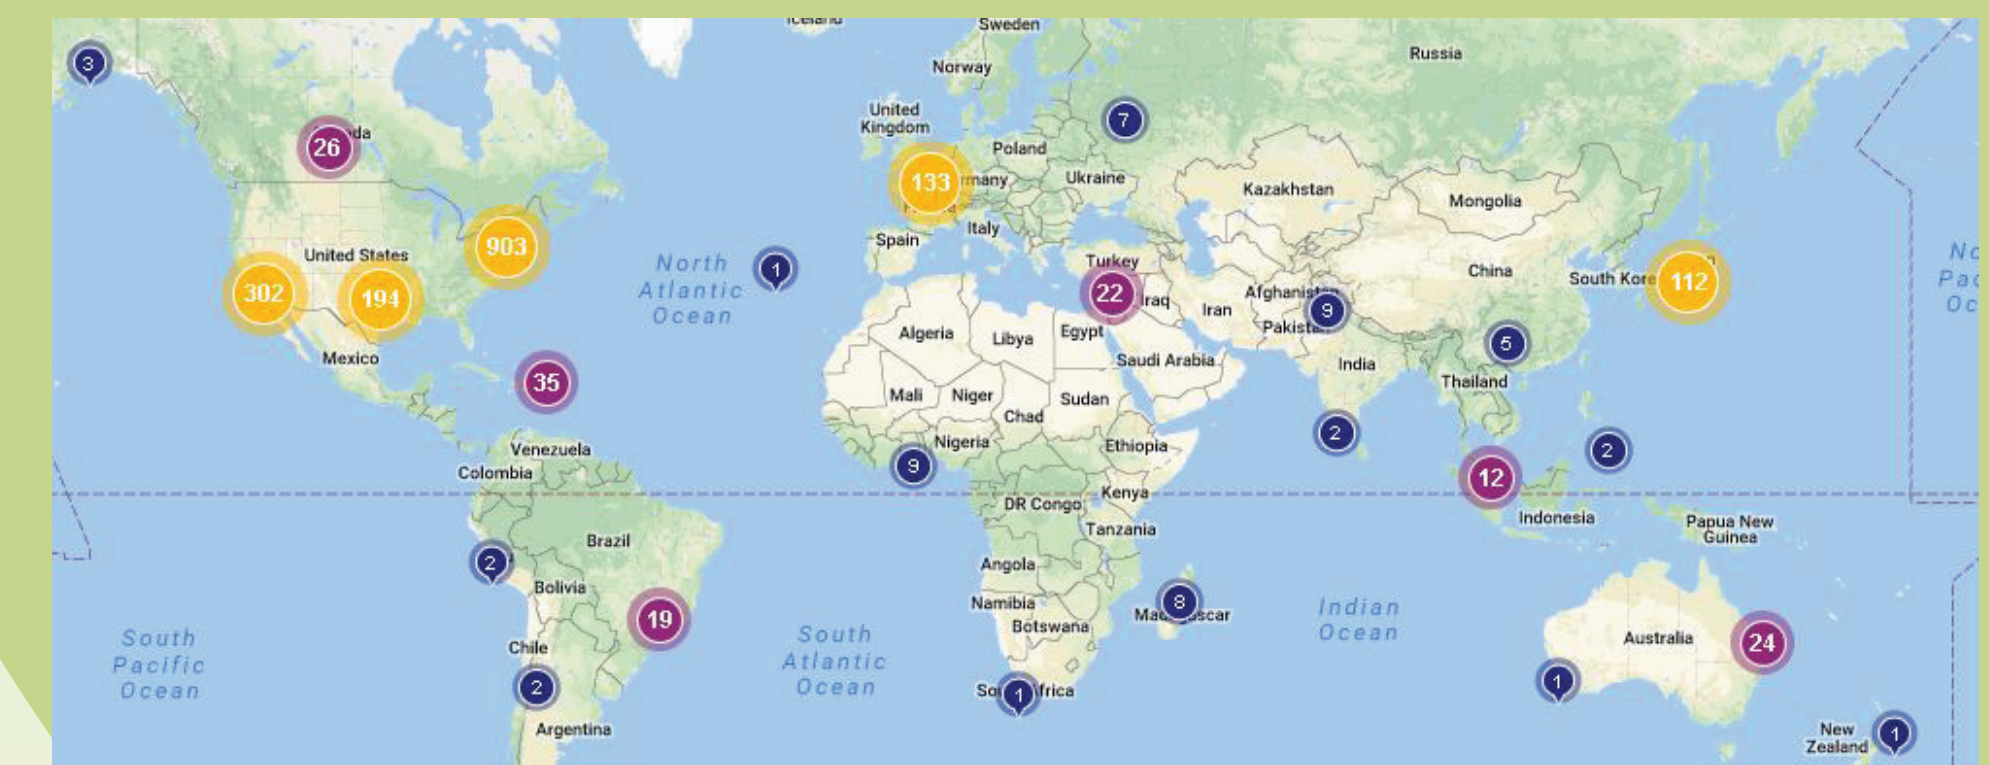 Iceland
Sweden
3
Russia
Norway
United
Kingdom
7
26
Poland
133
Ukraine
Kazakhstan
Mongolia
Spain
Italy
903
United States
North
Atlantic
Ocean
1
Turkey
China
South Kore
112
302
194
22
Iraq
Iran
9
Algeria
Libya
Egypt
5
Mexico
Saudi Arabia
India
35
Thailand
Mali
Niger
Chad
Sudan
2
Venezuela
Nigeria
Ethiopia
2
Colombia
9
12
DR Congo
Kenya
Indonesia
Papua New
Guinea
Brazil
Tanzania
2
Angola
Bolivia
Namibia
8
Indian
Ocean
19
Botswana
South
Pacific
Ocean
Chile
South
Atlantic
Ocean
Australia
24
2
1
1
Argentina
New
Zealand
1